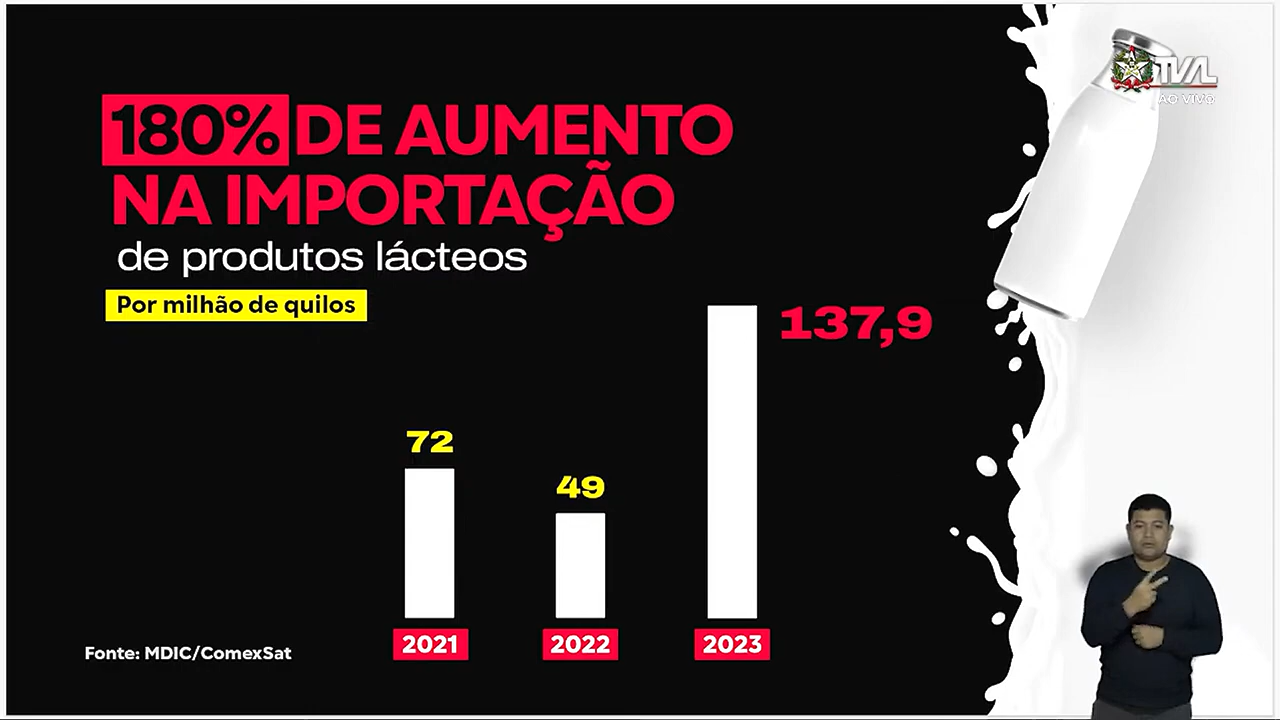 180% DE AUMENTO
NA IMPORTAÇÃO
de produtos lácteos
Por milhão de quilos
137,9
72
49
2021 2022 2023
Fonte: MDIC/ComexSat
TVAL
AO VIVO